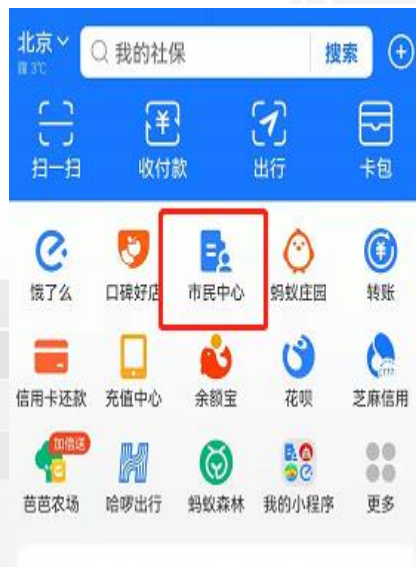 北京
我的社保
搜索
霾 3℃
扫一扫 收付款 出行 卡包
饿了么 口碑好店 市民中心 蚂蚁庄园 转账
信用卡还款 充值中心 余额宝 花呗 芝麻信用
加倍送
芭芭农场 哈啰出行 蚂蚁森林 我的小程序 更多